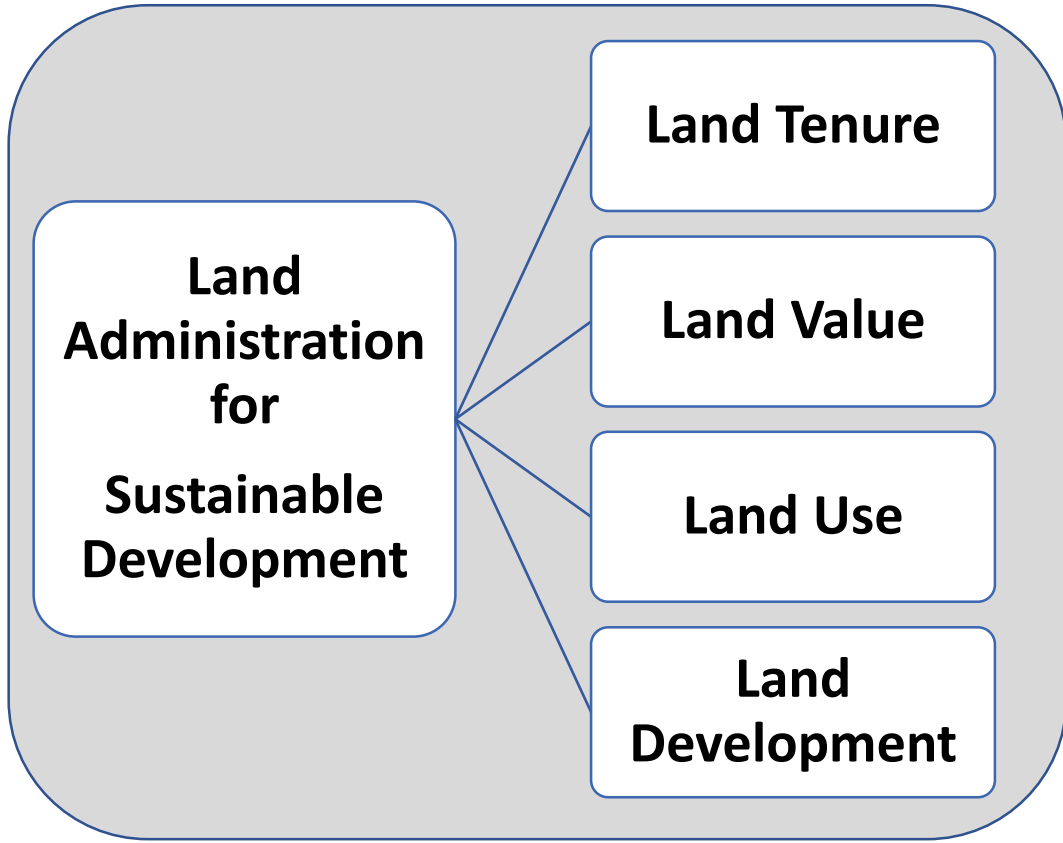 Land
Administration
for
Sustainable
Development
Land Tenure
Land Value
Land Use
Land
Development